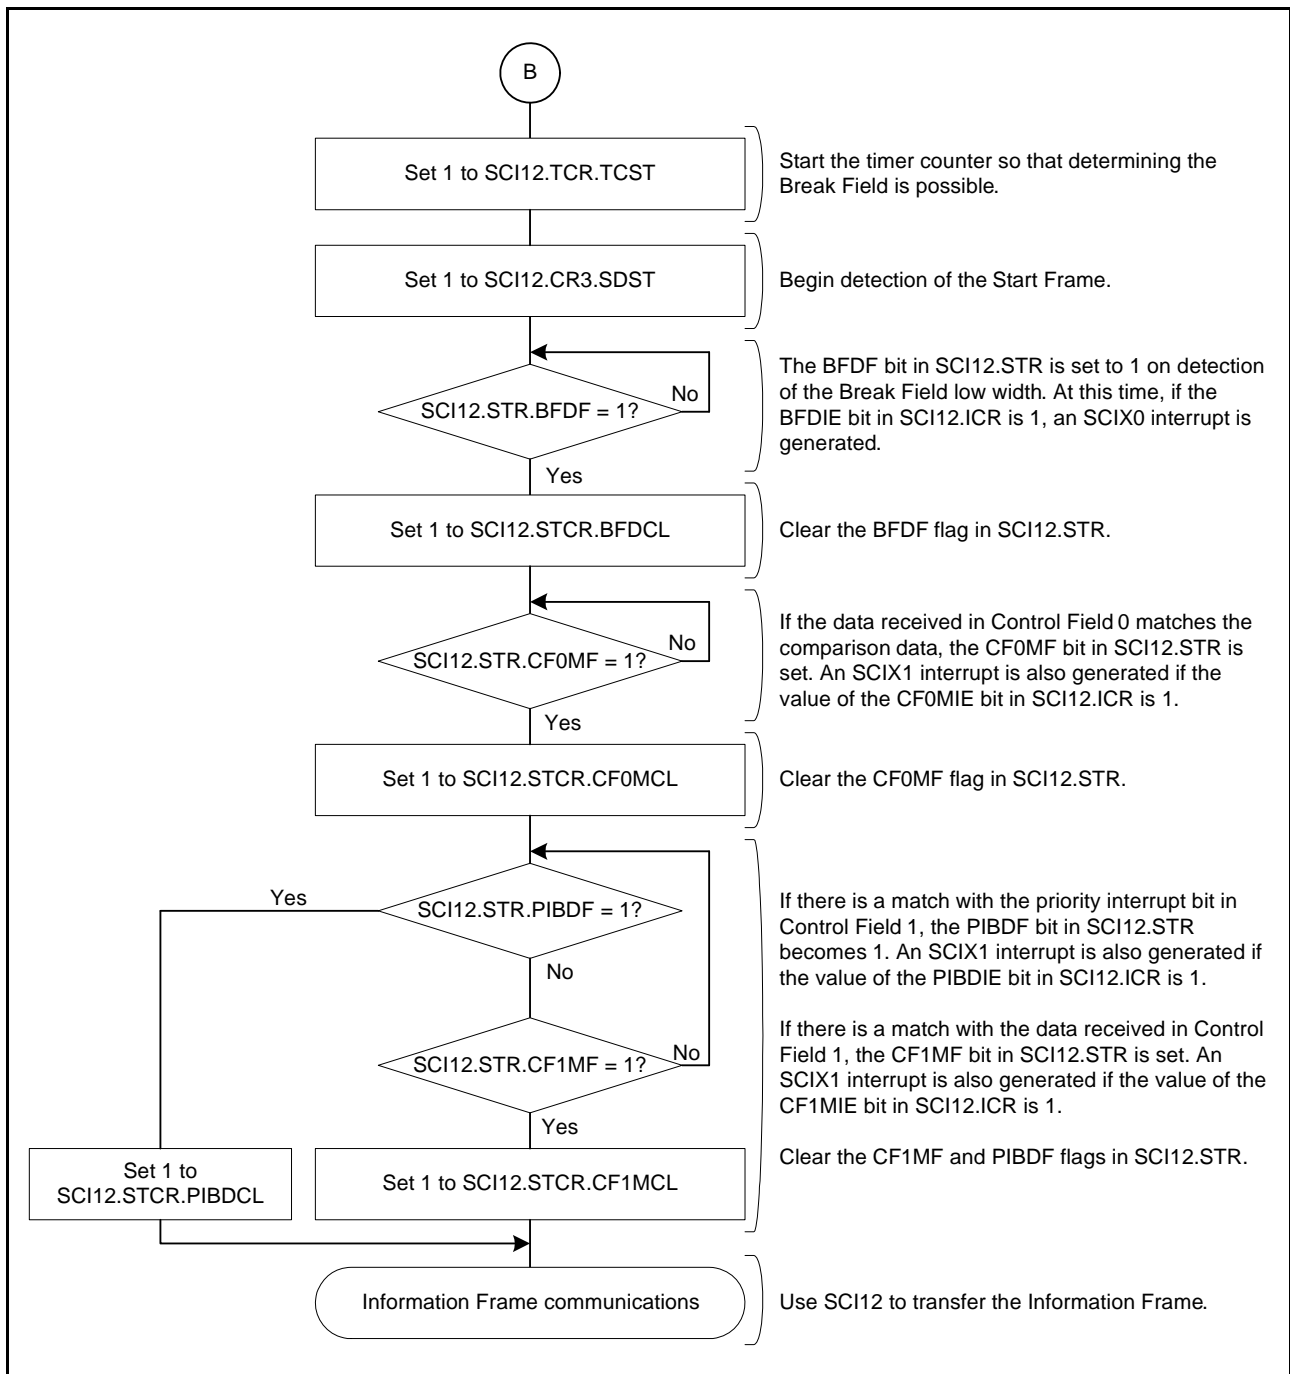 B
Set 1 to SCI12.TCR.TCST
Start the timer counter so that determining the
Break Field is possible.
Set 1 to SCI12.CR3.SDST
Begin detection of the Start Frame.
SCI12.STR.BFDF = 1?
No
The BFDF bit in SCI12.STR is set to 1 on detection
of the Break Field low width. At this time, if the
BFDIE bit in SCI12.ICR is 1, an SCIX0 interrupt is
generated.
Yes
Set 1 to SCI12.STCR.BFDCL
Clear the BFDF flag in SCI12.STR.
SCI12.STR.CF0MF = 1?
No
If the data received in Control Field 0 matches the
comparison data, the CF0MF bit in SCI12.STR is
set. An SCIX1 interrupt is also generated if the
value of the CF0MIE bit in SCI12.ICR is 1.
Yes
Set 1 to SCI12.STCR.CF0MCL
Clear the CF0MF flag in SCI12.STR.
Yes
SCI12.STR.PIBDF = 1?
If there is a match with the priority interrupt bit in
Control Field 1, the PIBDF bit in SCI12.STR
becomes 1. An SCIX1 interrupt is also generated if
the value of the PIBDIE bit in SCI12.ICR is 1.
No
SCI12.STR.CF1MF = 1?
No
If there is a match with the data received in Control
Field 1, the CF1MF bit in SCI12.STR is set. An
SCIX1 interrupt is also generated if the value of the
CF1MIE bit in SCI12.ICR is 1.
Yes
Set 1 to
SCI12.STCR.PIBDCL
Set 1 to SCI12.STCR.CF1MCL
Clear the CF1MF and PIBDF flags in SCI12.STR.
Information Frame communications
Use SCI12 to transfer the Information Frame.